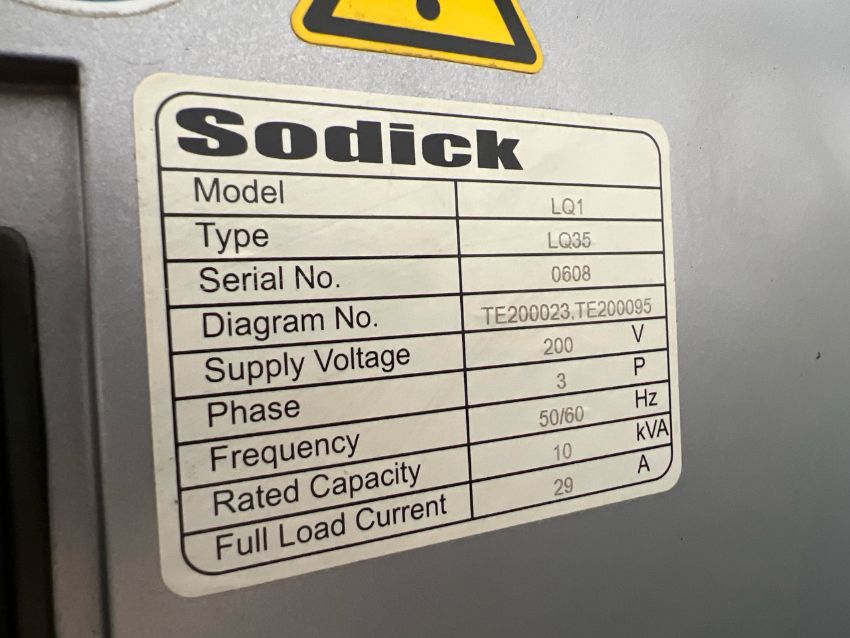 Sodick
Model LQ1
Type LQ35
Serial No. 0608
Diagram No. TE200023,TE200095
Supply Voltage 200 V
Phase 3 P
Frequency 50/60 Hz
Rated Capacity 10 kVA
Full Load Current 29 A